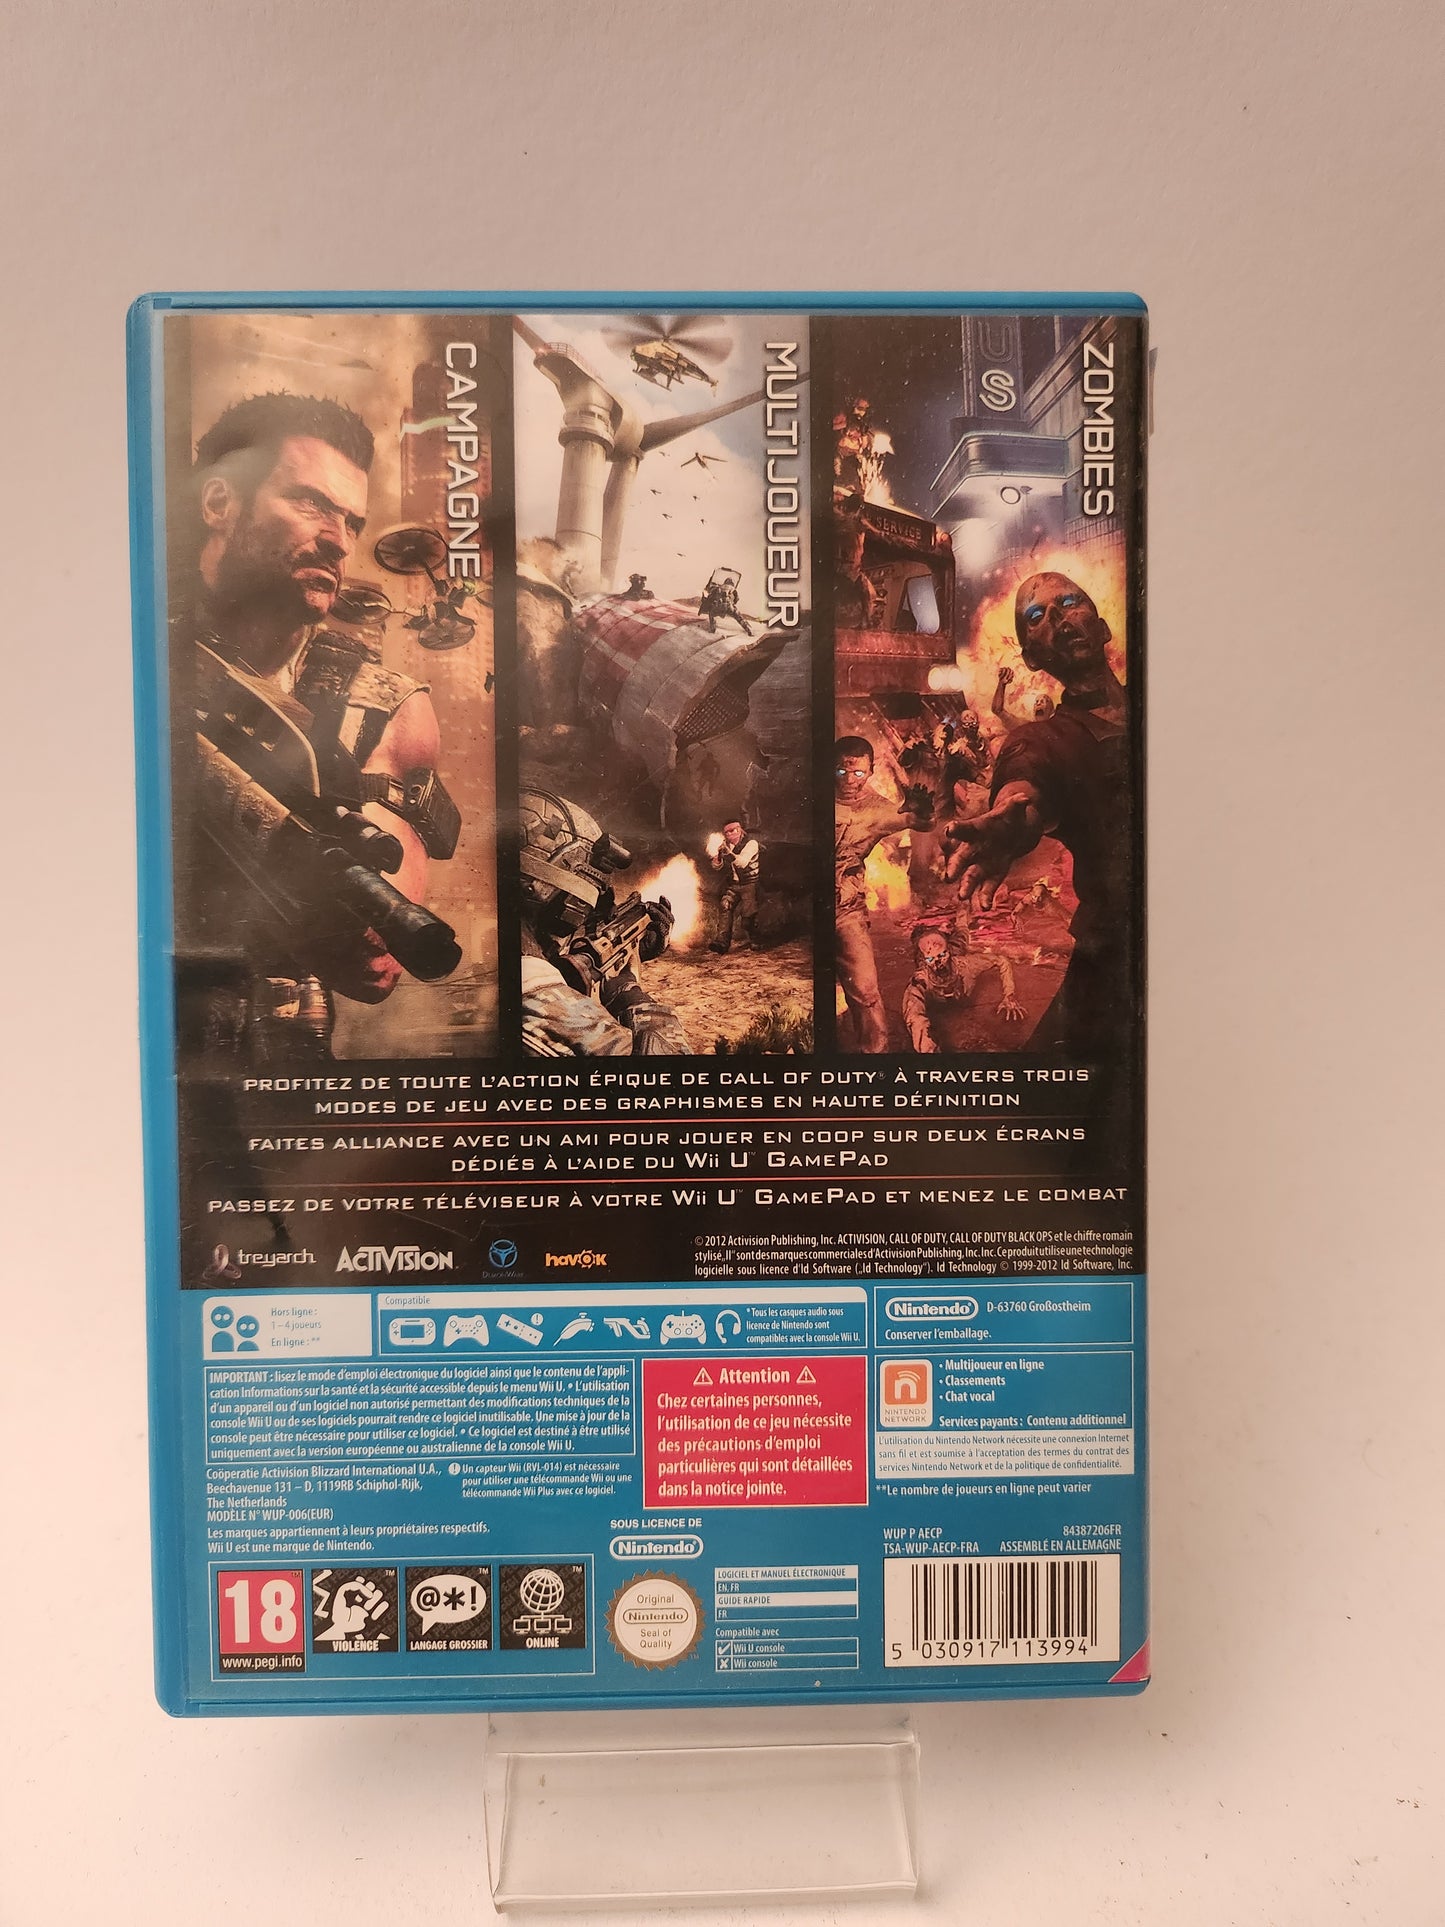 CAMPAGNE
MULTIJOUEUR
ZOMBIES
US
SERVICE
PROFITEZ DE TOUTE L'ACTION ÉPIQUE DE CALL OF DUTY® À TRAVERS TROIS
MODES DE JEU AVEC DES GRAPHISMES EN HAUTE DÉFINITION
FAITES ALLIANCE AVEC UN AMI POUR JOUER EN COOP SUR DEUX ÉCRANS
DÉDIÉS À L'AIDE DU Wii U™ GAMEPAD
PASSEZ DE VOTRE TÉLÉVISEUR À VOTRE Wii U™ GAMEPAD ET MENEZ LE COMBAT
treyarch ACTIVISION. DemonWare havok
© 2012 Activision Publishing, Inc. ACTIVISION, CALL OF DUTY, CALL OF DUTY BLACK OPS et le chiffre romain
stylisé „II" sont des marques commerciales d'Activision Publishing, Inc. Inc. Ce produit utilise une technologie
logicielle sous licence d'Id Software („Id Technology"). Id Technology © 1999-2012 Id Software, Inc.
Hors ligne :
1 – 4 joueurs
En ligne : **
Compatible
*Tous les casques audio sous
licence de Nintendo sont
compatibles avec la console Wii U.
Nintendo® D-63760 Großostheim
Conserver l'emballage.
IMPORTANT : lisez le mode d'emploi électronique du logiciel ainsi que le contenu de l'appli-
cation Informations sur la santé et la sécurité accessible depuis le menu Wii U. • L'utilisation
d'un appareil ou d'un logiciel non autorisé permettant des modifications techniques de la
console Wii U ou de ses logiciels pourrait rendre ce logiciel inutilisable. Une mise à jour de la
console peut être nécessaire pour utiliser ce logiciel. • Ce logiciel est destiné à être utilisé
uniquement avec la version européenne ou australienne de la console Wii U.
Coöperatie Activision Blizzard International U.A.,
Beechavenue 131 – D, 1119RB Schiphol-Rijk,
The Netherlands
MODÈLE N° WUP-006(EUR)
Les marques appartiennent à leurs propriétaires respectifs.
Wii U est une marque de Nintendo.
Un capteur Wii (RVL-014) est nécessaire
pour utiliser une télécommande Wii ou une
télécommande Wii Plus avec ce logiciel.
⚠ Attention ⚠
Chez certaines personnes,
l'utilisation de ce jeu nécessite
des précautions d'emploi
particulières qui sont détaillées
dans la notice jointe.
NINTENDO
NETWORK
• Multijoueur en ligne
• Classements
• Chat vocal
Services payants : Contenu additionnel
L'utilisation du Nintendo Network nécessite une connexion Internet
sans fil et est soumise à l'acceptation des termes du contrat des
services Nintendo Network et de la politique de confidentialité.
**Le nombre de joueurs en ligne peut varier
SOUS LICENCE DE
Nintendo®
WUP P AECP 84387206FR
TSA-WUP-AECP-FRA ASSEMBLÉ EN ALLEMAGNE
18
www.pegi.info
VIOLENCE
@*!
LANGAGE GROSSIER
ONLINE
Original
Nintendo
Seal of
Quality
LOGICIEL ET MANUEL ÉLECTRONIQUE
EN, FR
GUIDE RAPIDE
FR
Compatible avec
Wii U console
Wii console
5 030917 113994